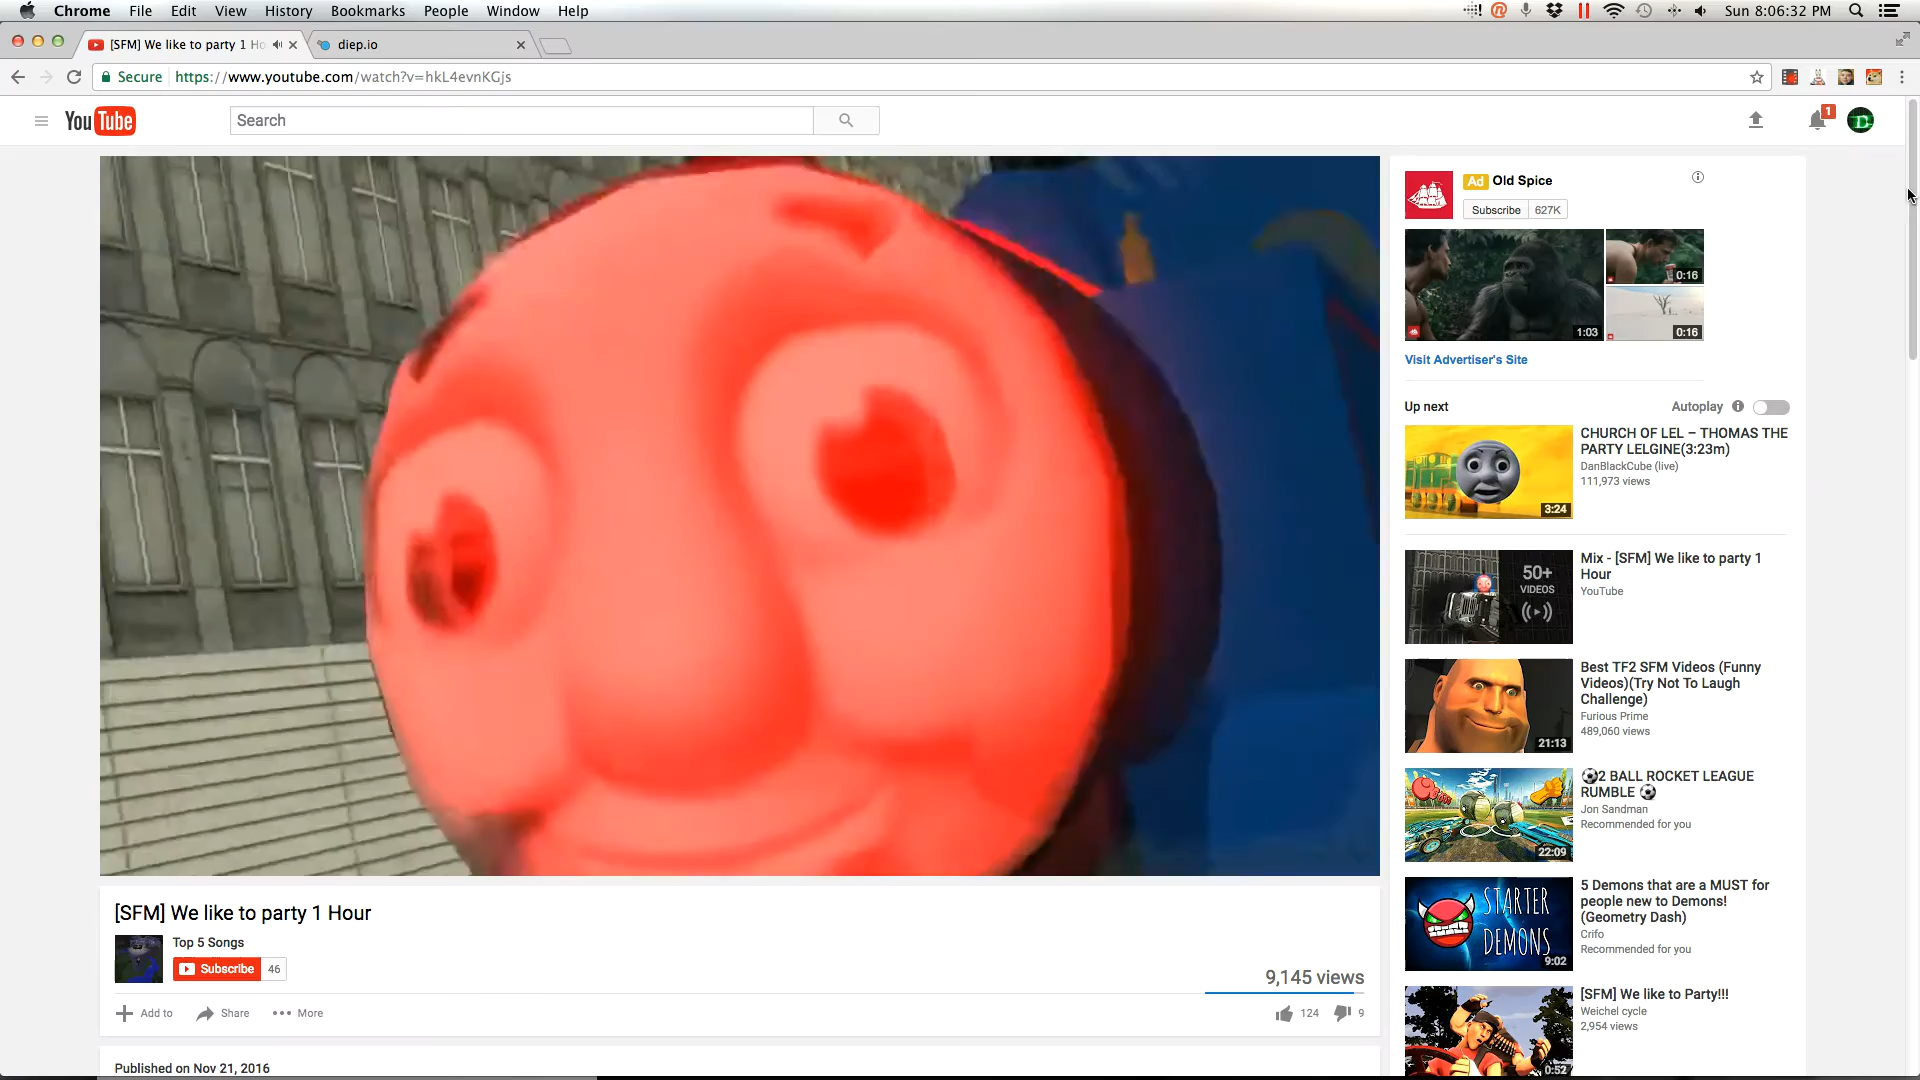 Chrome File Edit View History Bookmarks People Window Help
Sun 8:06:32 PM
[SFM] We like to party 1 Ho
diep.io
Secure https://www.youtube.com/watch?v=hkL4evnKGjs
YouTube
Search
1
Ad Old Spice
Subscribe 627K
1:03
0:16
0:16
Visit Advertiser's Site
Up next
Autoplay
CHURCH OF LEL – THOMAS THE
PARTY LELGINE(3:23m)
DanBlackCube (live)
111,973 views
3:24
Mix - [SFM] We like to party 1
Hour
YouTube
50+
VIDEOS
Best TF2 SFM Videos (Funny
Videos)(Try Not To Laugh
Challenge)
Furious Prime
489,060 views
21:13
⚽2 BALL ROCKET LEAGUE
RUMBLE ⚽
Jon Sandman
Recommended for you
22:09
5 Demons that are a MUST for
people new to Demons!
(Geometry Dash)
Crifo
Recommended for you
STARTER
DEMONS
9:02
[SFM] We like to Party!!!
Weichel cycle
2,954 views
0:52
[SFM] We like to party 1 Hour
Top 5 Songs
Subscribe 46
9,145 views
Add to Share More
124 9
Published on Nov 21, 2016